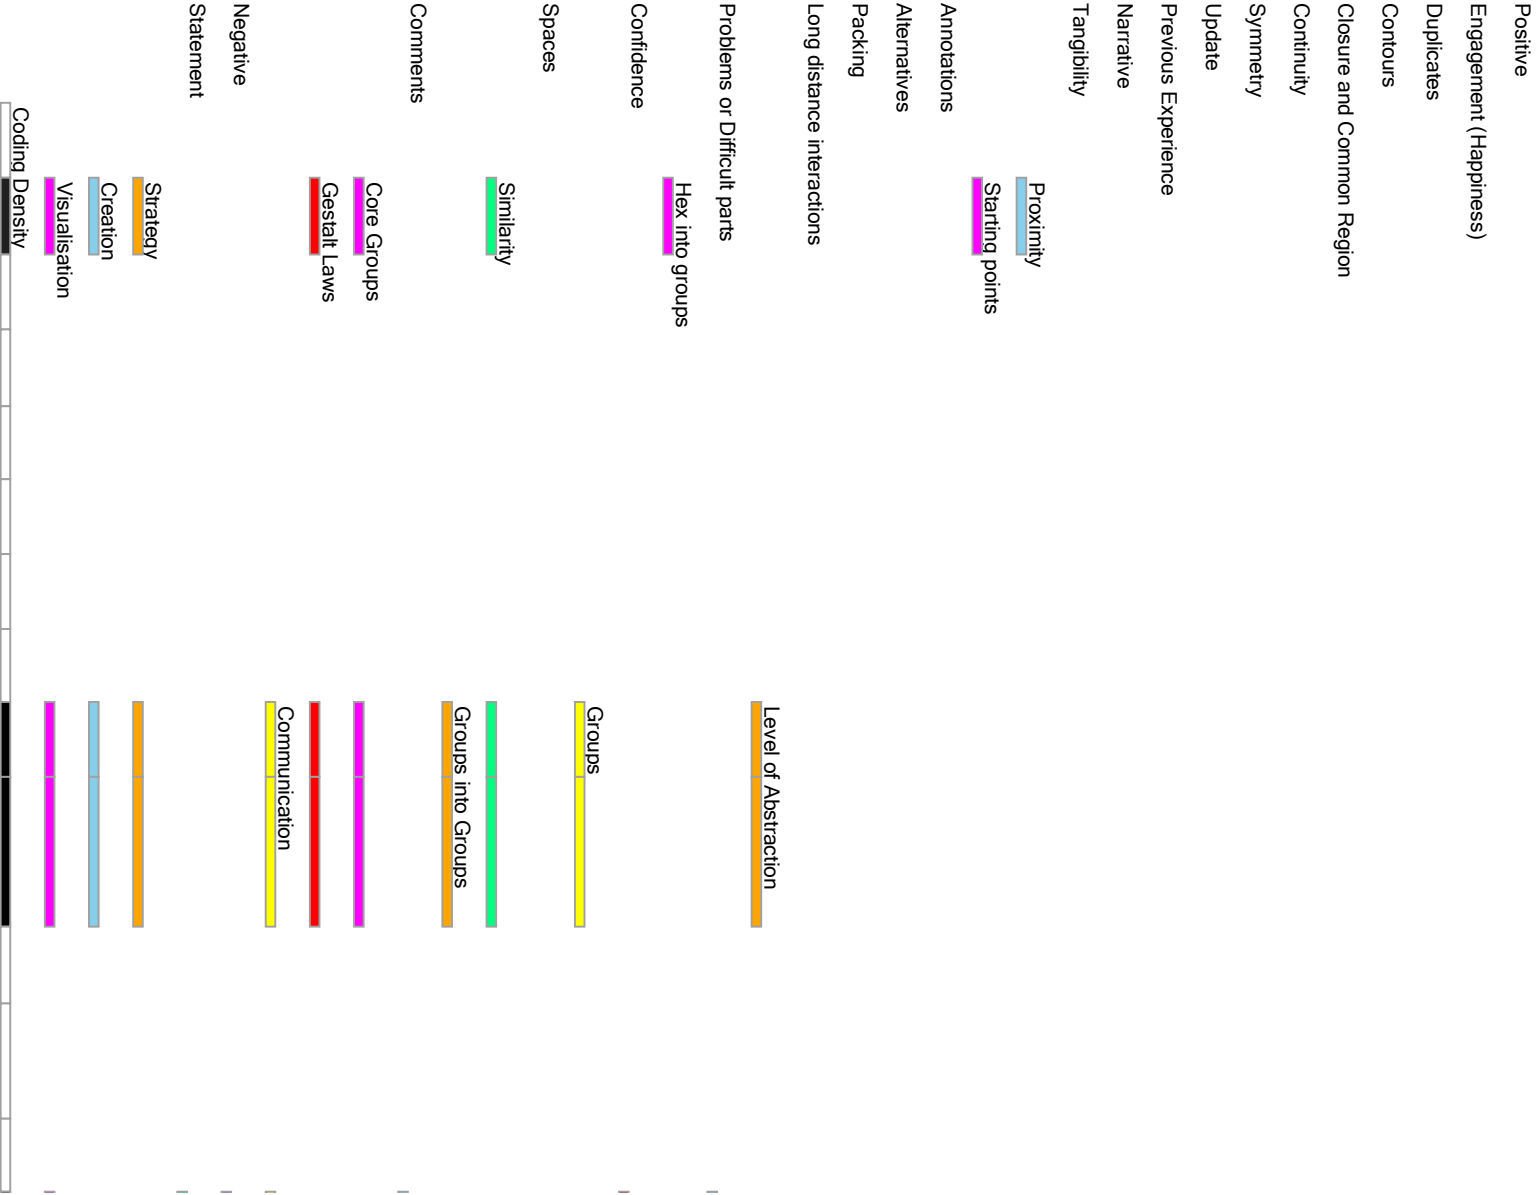 Coding Density
Visualisation
Creation
Strategy
Statement
Negative
Communication
Gestalt Laws
Core Groups
Comments
Groups into Groups
Similarity
Spaces
Groups
Confidence
Hex into groups
Problems or Difficult parts
Level of Abstraction
Long distance interactions
Packing
Alternatives
Annotations
Starting points
Proximity
Tangibility
Narrative
Previous Experience
Update
Symmetry
Continuity
Closure and Common Region
Contours
Duplicates
Engagement (Happiness)
Positive